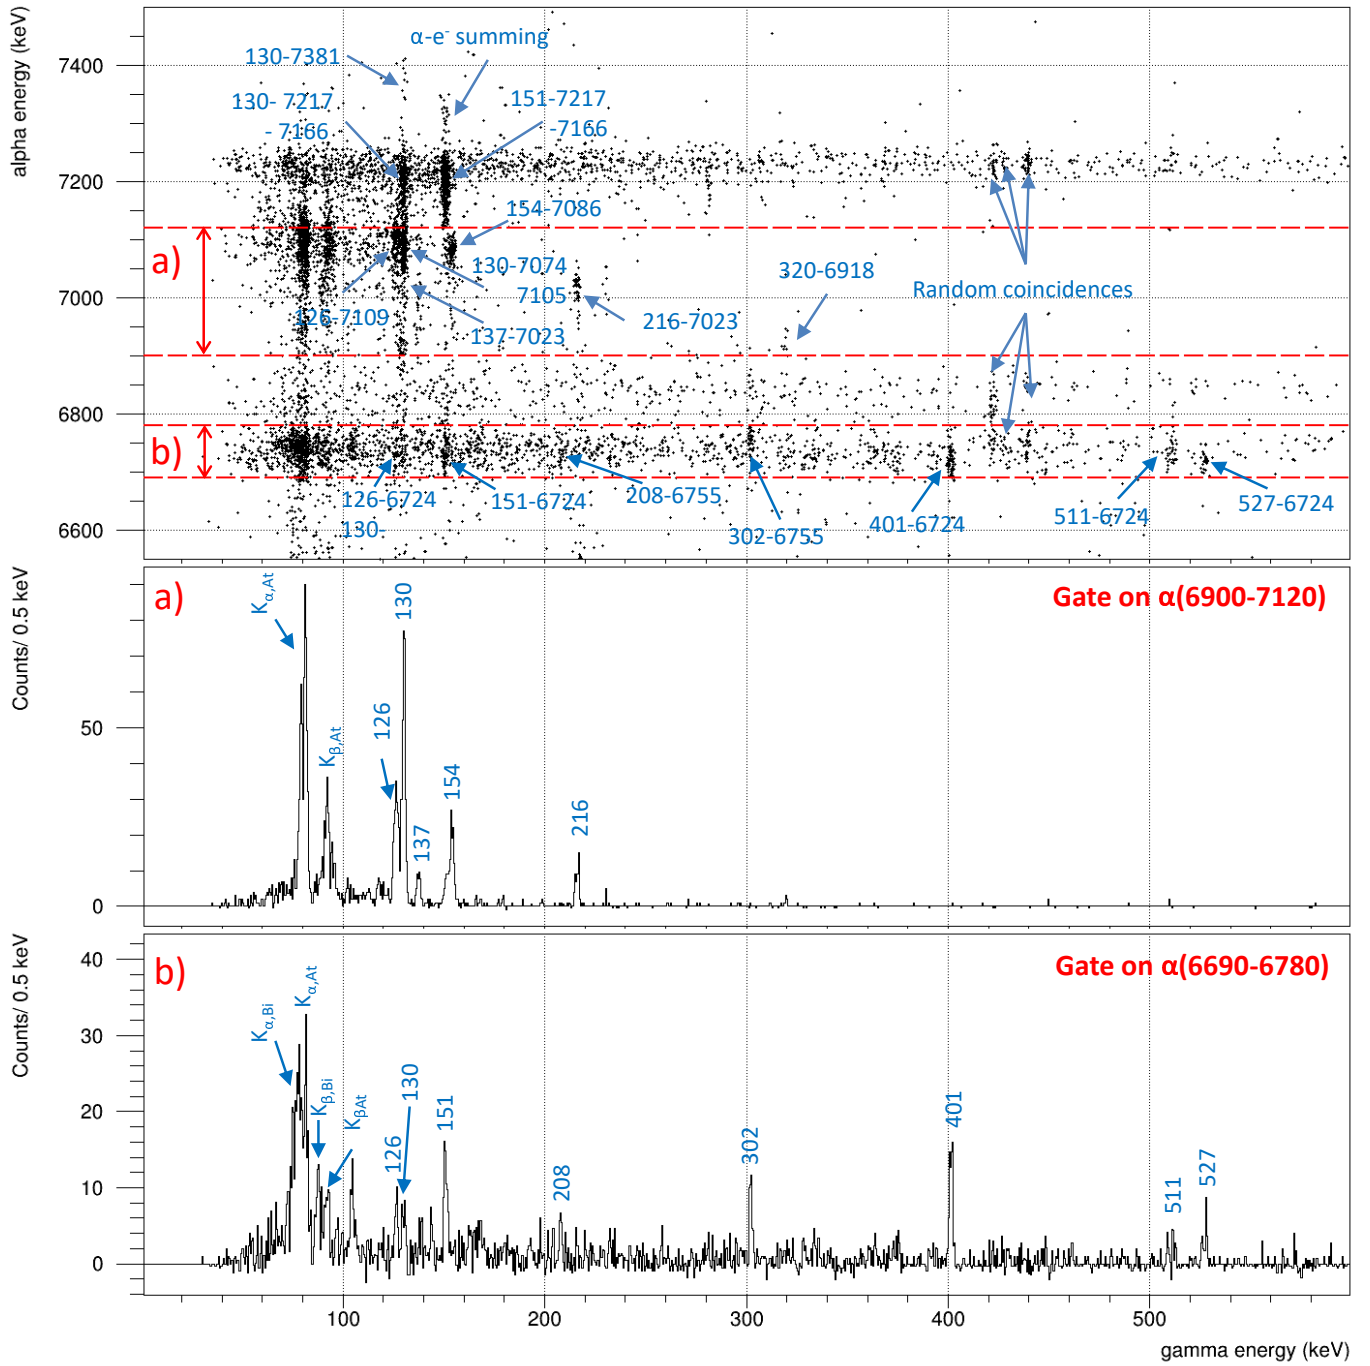 alpha energy (keV)
7400
7200
7000
6800
6600
α-e⁻ summing
130-7381
130- 7217
- 7166
151-7217
-7166
154-7086
a)
130-7074
7105
320-6918
Random coincidences
126-7109
216-7023
137-7023
b)
126-6724
130-
151-6724
208-6755
302-6755
401-6724
511-6724
527-6724
Counts/ 0.5 keV
50
0
a)
Gate on α(6900-7120)
Kα,At
Kβ,At
126
130
137
154
216
Counts/ 0.5 keV
40
30
20
10
0
b)
Gate on α(6690-6780)
Kα,Bi
Kα,At
Kβ,Bi
KβAt
126
130
151
208
302
401
511
527
100
200
300
400
500
gamma energy (keV)